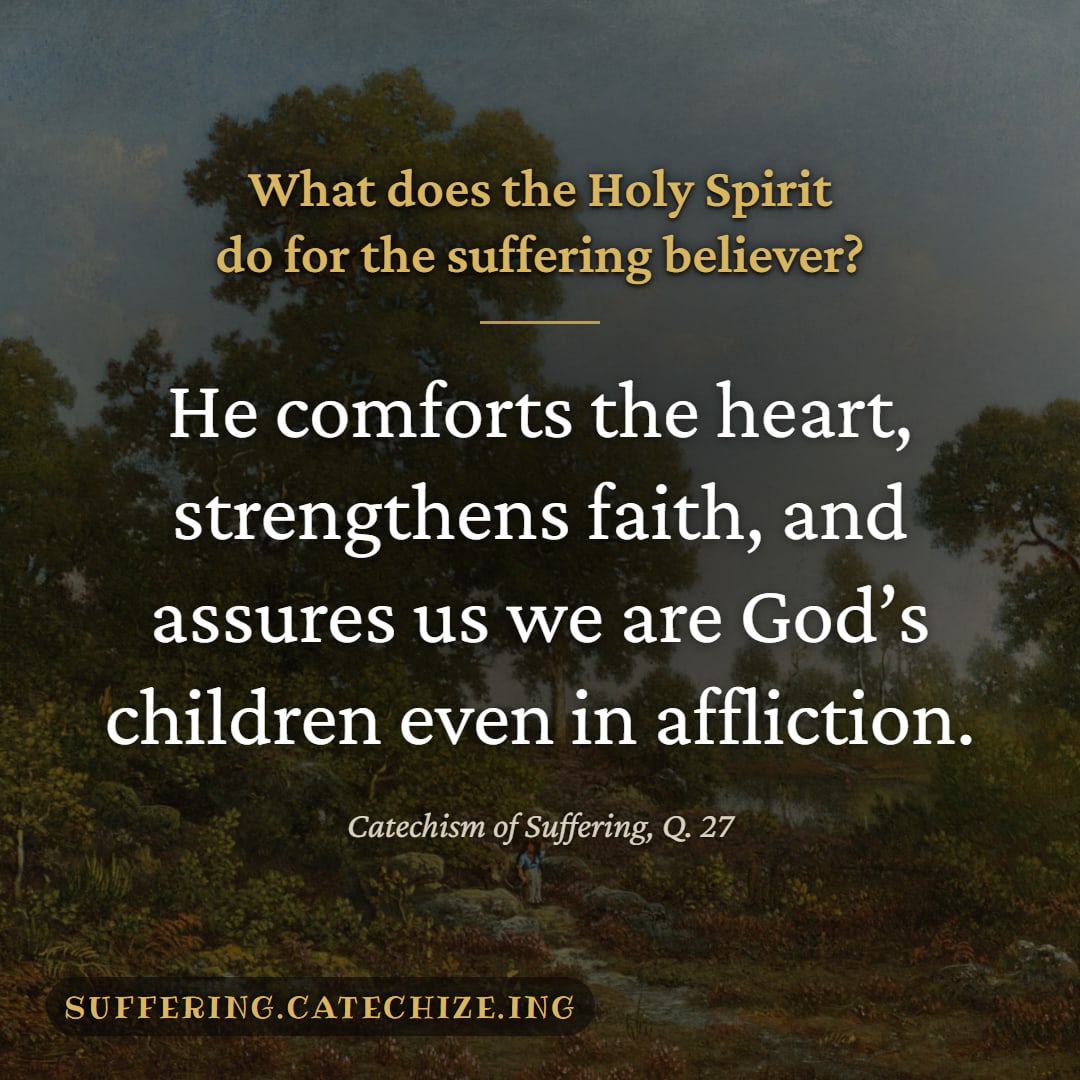 What does the Holy Spirit
do for the suffering believer?
He comforts the heart,
strengthens faith, and
assures us we are God’s
children even in affliction.
Catechism of Suffering, Q. 27
SUFFERING.CATECHIZE.ING